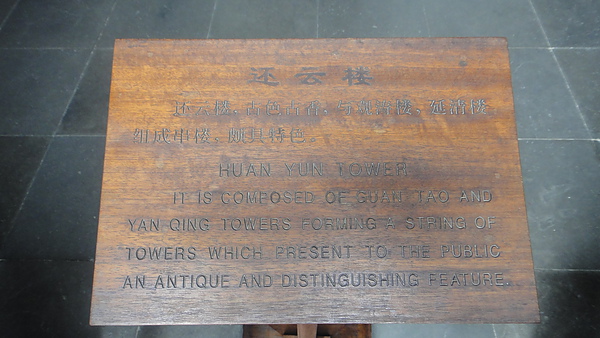 还云楼
还云楼、古色古香，与观涛楼、延清楼
组成串楼、颇具特色。
HUAN YUN TOWER
IT IS COMPOSED OF GUAN TAO AND
YAN QING TOWERS FORMING A STRING OF
TOWERS WHICH PRESENT TO THE PUBLIC
AN ANTIQUE AND DISTINGUISHING FEATURE.